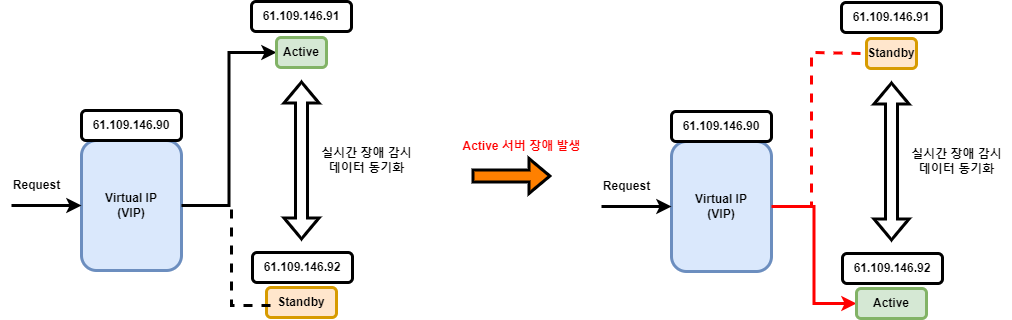 61.109.146.91
Active
61.109.146.90
Request
Virtual IP
(VIP)
실시간 장애 감시
데이터 동기화
61.109.146.92
Standby
Active 서버 장애 발생
61.109.146.91
Standby
61.109.146.90
Request
Virtual IP
(VIP)
실시간 장애 감시
데이터 동기화
61.109.146.92
Active